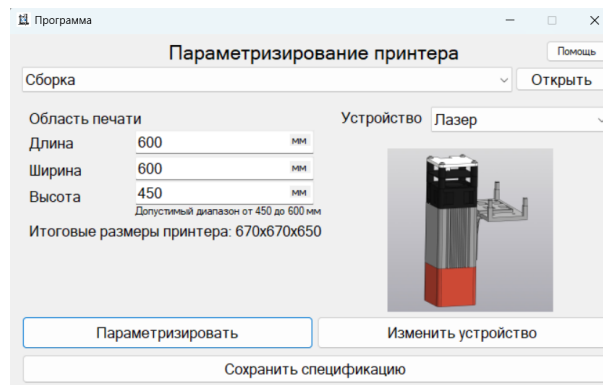 Программа
Параметризирование принтера
Помощь
Сборка
Открыть
Область печати
Устройство
Лазер
Длина
600
мм
Ширина
600
мм
Высота
450
мм
Допустимый диапазон от 450 до 600 мм
Итоговые размеры принтера: 670x670x650
Параметризировать
Изменить устройство
Сохранить спецификацию